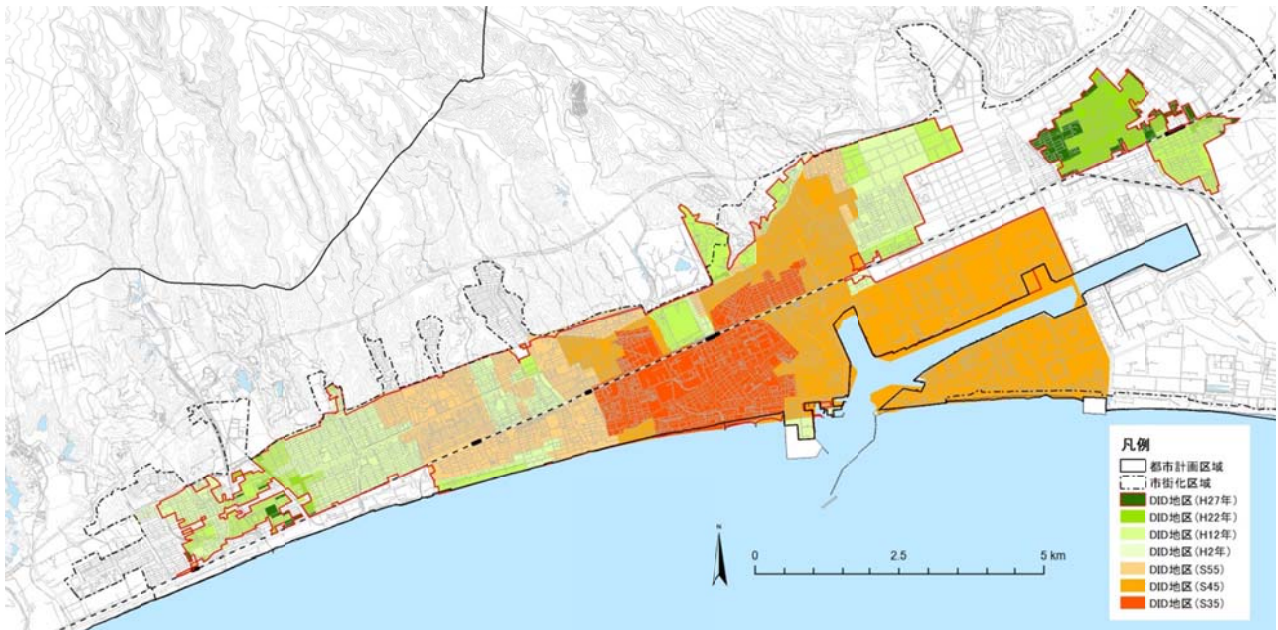 N
0
2.5
5 km
凡例
都市計画区域
市街化区域
DID地区(H27年)
DID地区(H22年)
DID地区(H12年)
DID地区(H2年)
DID地区(S55)
DID地区(S45)
DID地区(S35)